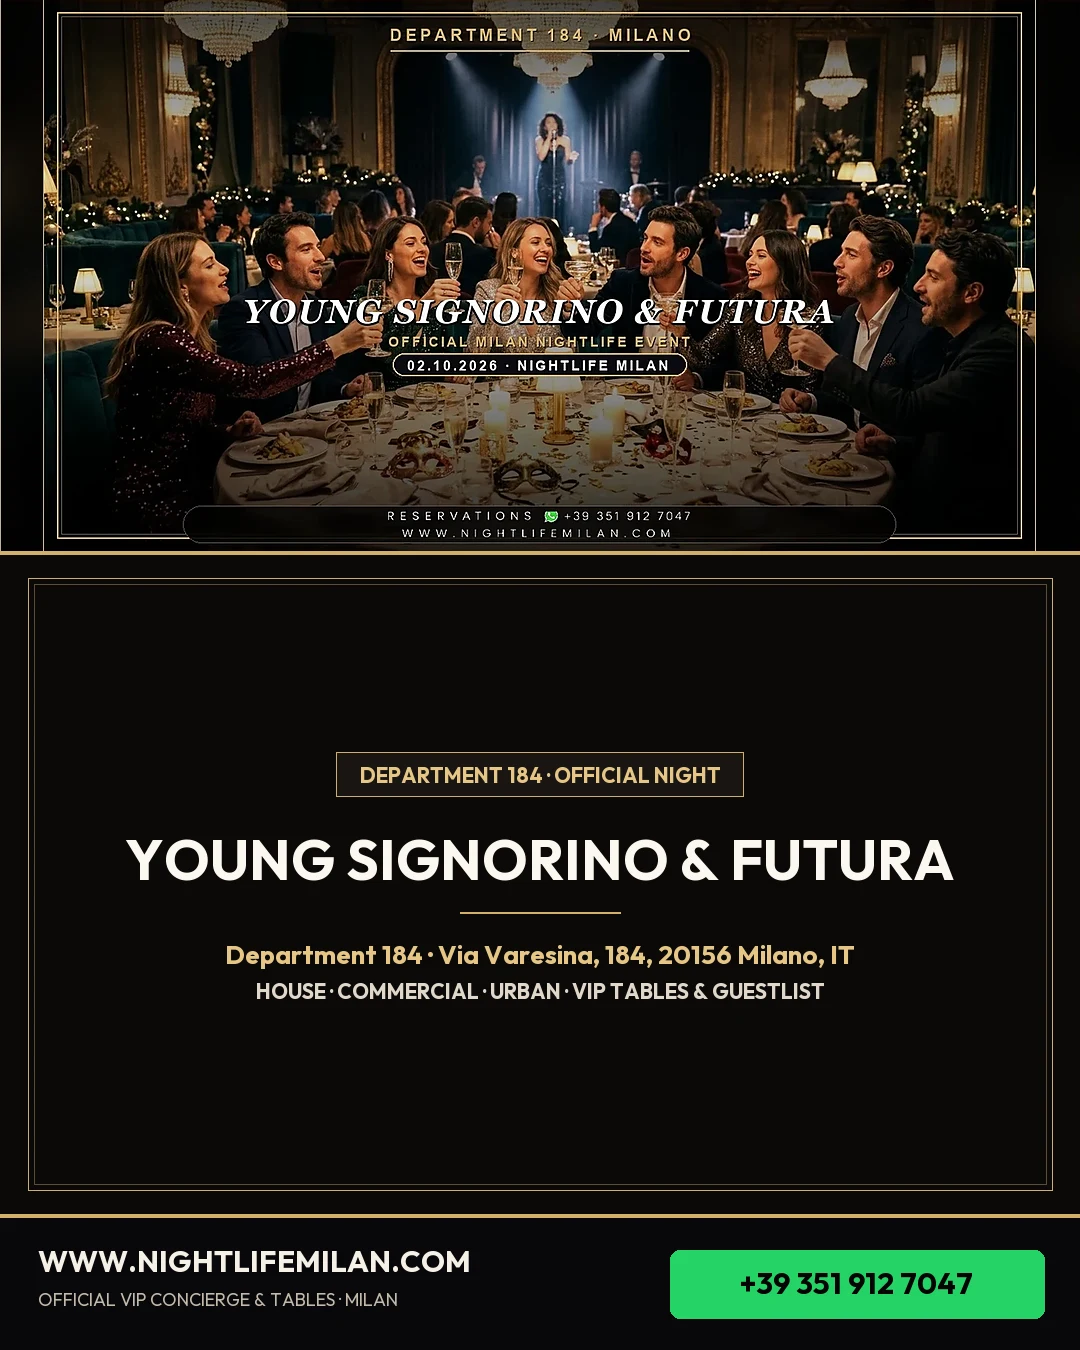 DEPARTMENT 184 · MILANO
YOUNG SIGNORINO & FUTURA
OFFICIAL MILAN NIGHTLIFE EVENT
02.10.2026 · NIGHTLIFE MILAN
RESERVATIONS +39 351 912 7047
WWW.NIGHTLIFEMILAN.COM
DEPARTMENT 184 · OFFICIAL NIGHT
YOUNG SIGNORINO & FUTURA
Department 184 · Via Varesina, 184, 20156 Milano, IT
HOUSE · COMMERCIAL · URBAN · VIP TABLES & GUESTLIST
WWW.NIGHTLIFEMILAN.COM
OFFICIAL VIP CONCIERGE & TABLES · MILAN
+39 351 912 7047